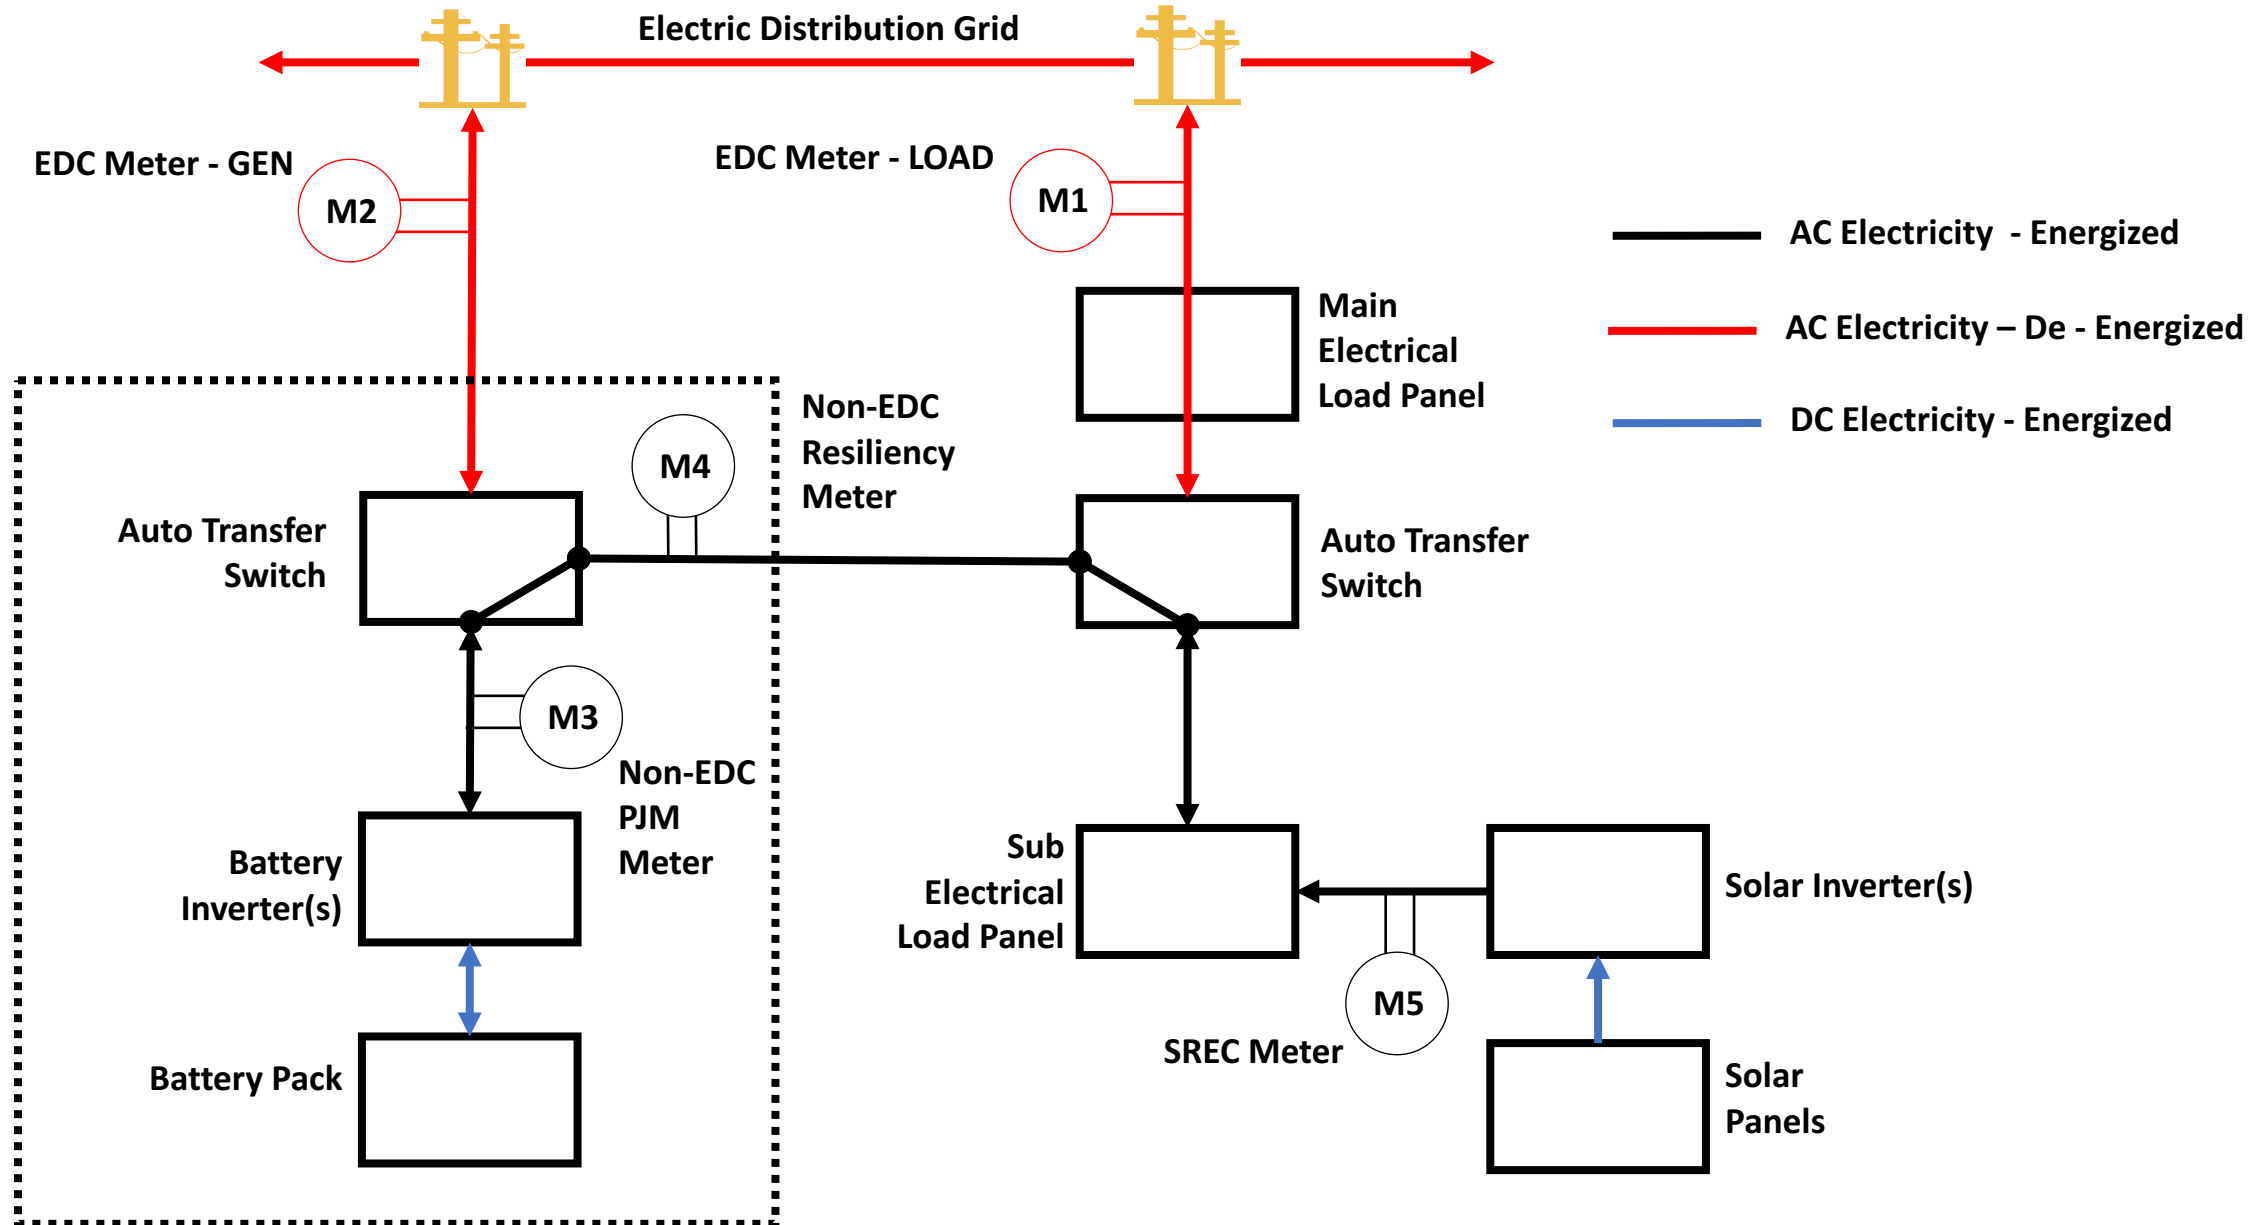 Electric Distribution Grid
EDC Meter - GEN
M2
EDC Meter - LOAD
M1
AC Electricity  - Energized
AC Electricity – De - Energized
DC Electricity - Energized
Main
Electrical
Load Panel
Non-EDC
Resiliency
Meter
M4
Auto Transfer
Switch
Auto Transfer
Switch
M3
Non-EDC
PJM
Meter
Battery
Inverter(s)
Sub
Electrical
Load Panel
Solar Inverter(s)
M5
SREC Meter
Battery Pack
Solar
Panels